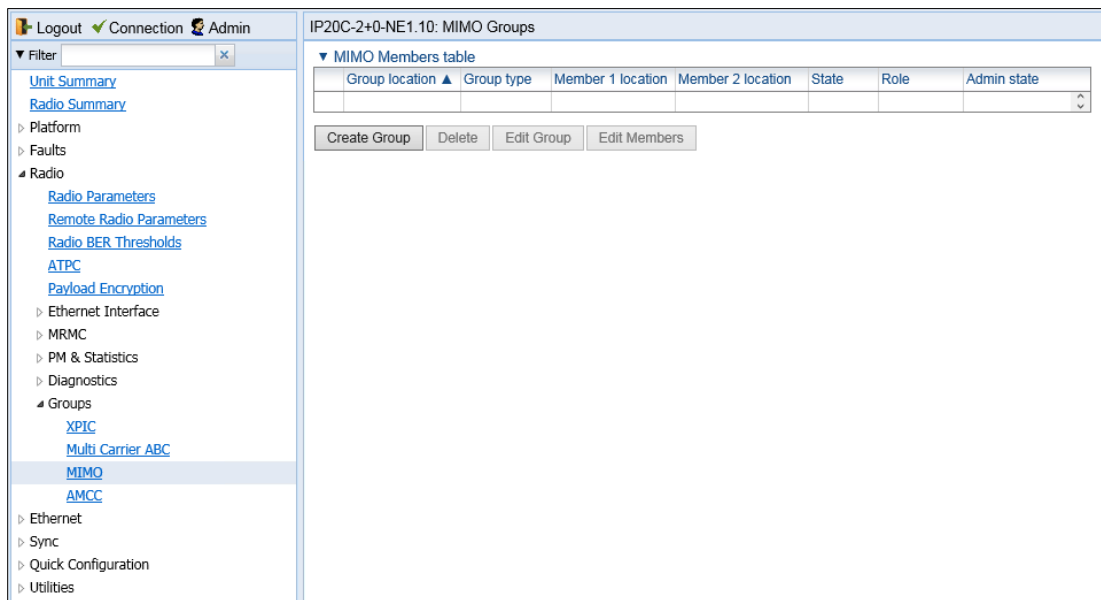 Logout Connection Admin
Filter
Unit Summary
Radio Summary
Platform
Faults
Radio
Radio Parameters
Remote Radio Parameters
Radio BER Thresholds
ATPC
Payload Encryption
Ethernet Interface
MRMC
PM & Statistics
Diagnostics
Groups
XPIC
Multi Carrier ABC
MIMO
AMCC
Ethernet
Sync
Quick Configuration
Utilities
IP20C-2+0-NE1.10: MIMO Groups
MIMO Members table
Group location ▲ Group type Member 1 location Member 2 location State Role Admin state
Create Group Delete Edit Group Edit Members